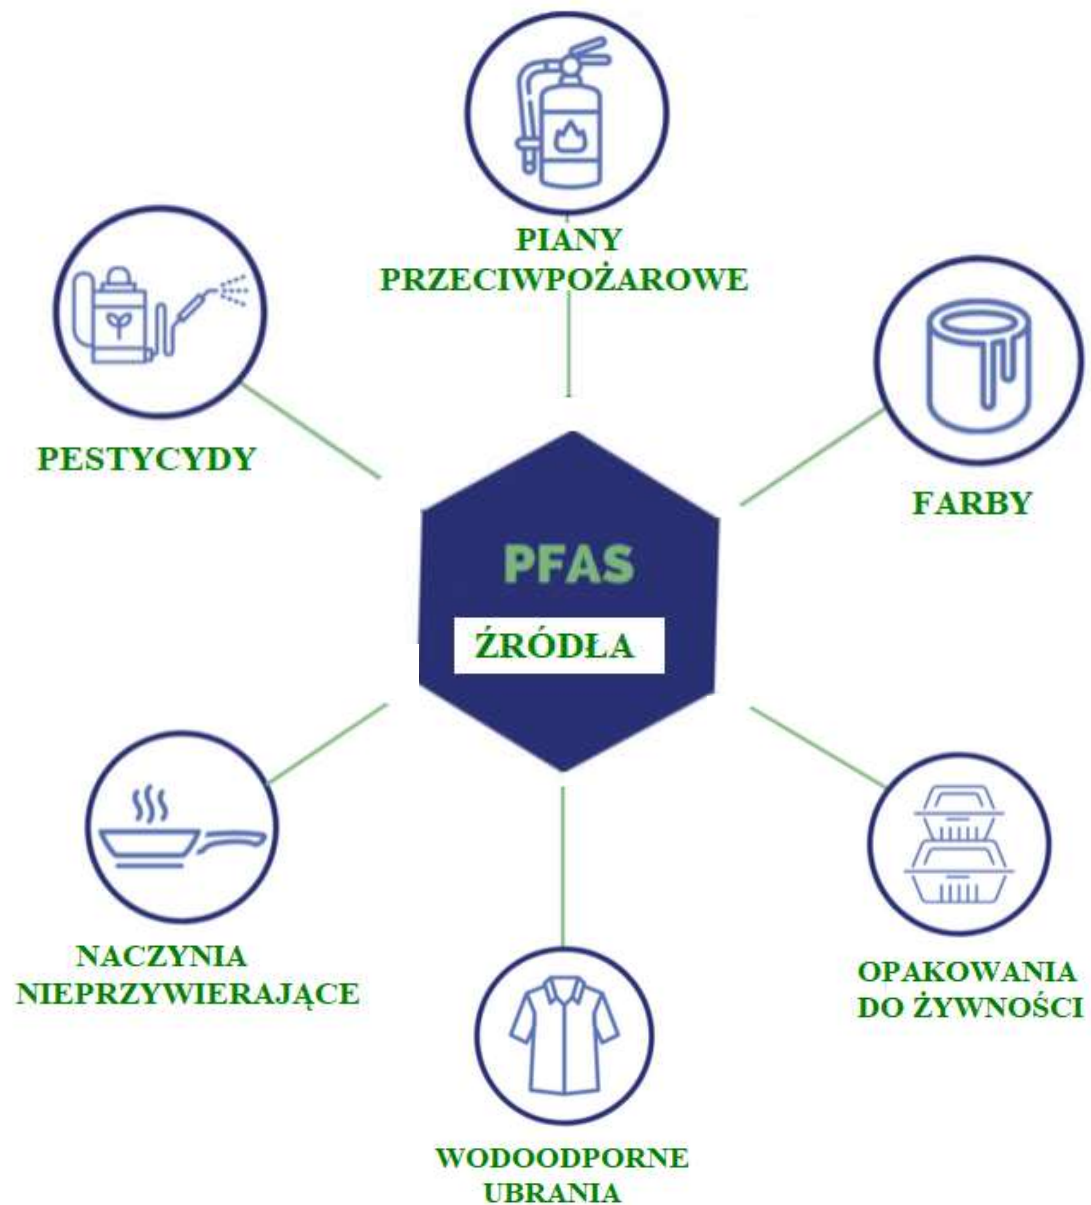 PIANY
PRZECIWPOŻAROWE
PESTYCYDY
FARBY
PFAS
ŹRÓDŁA
NACZYNIA
NIEPRZYWIERAJĄCE
OPAKOWANIA
DO ŻYWNOŚCI
WODOODPORNE
UBRANIA